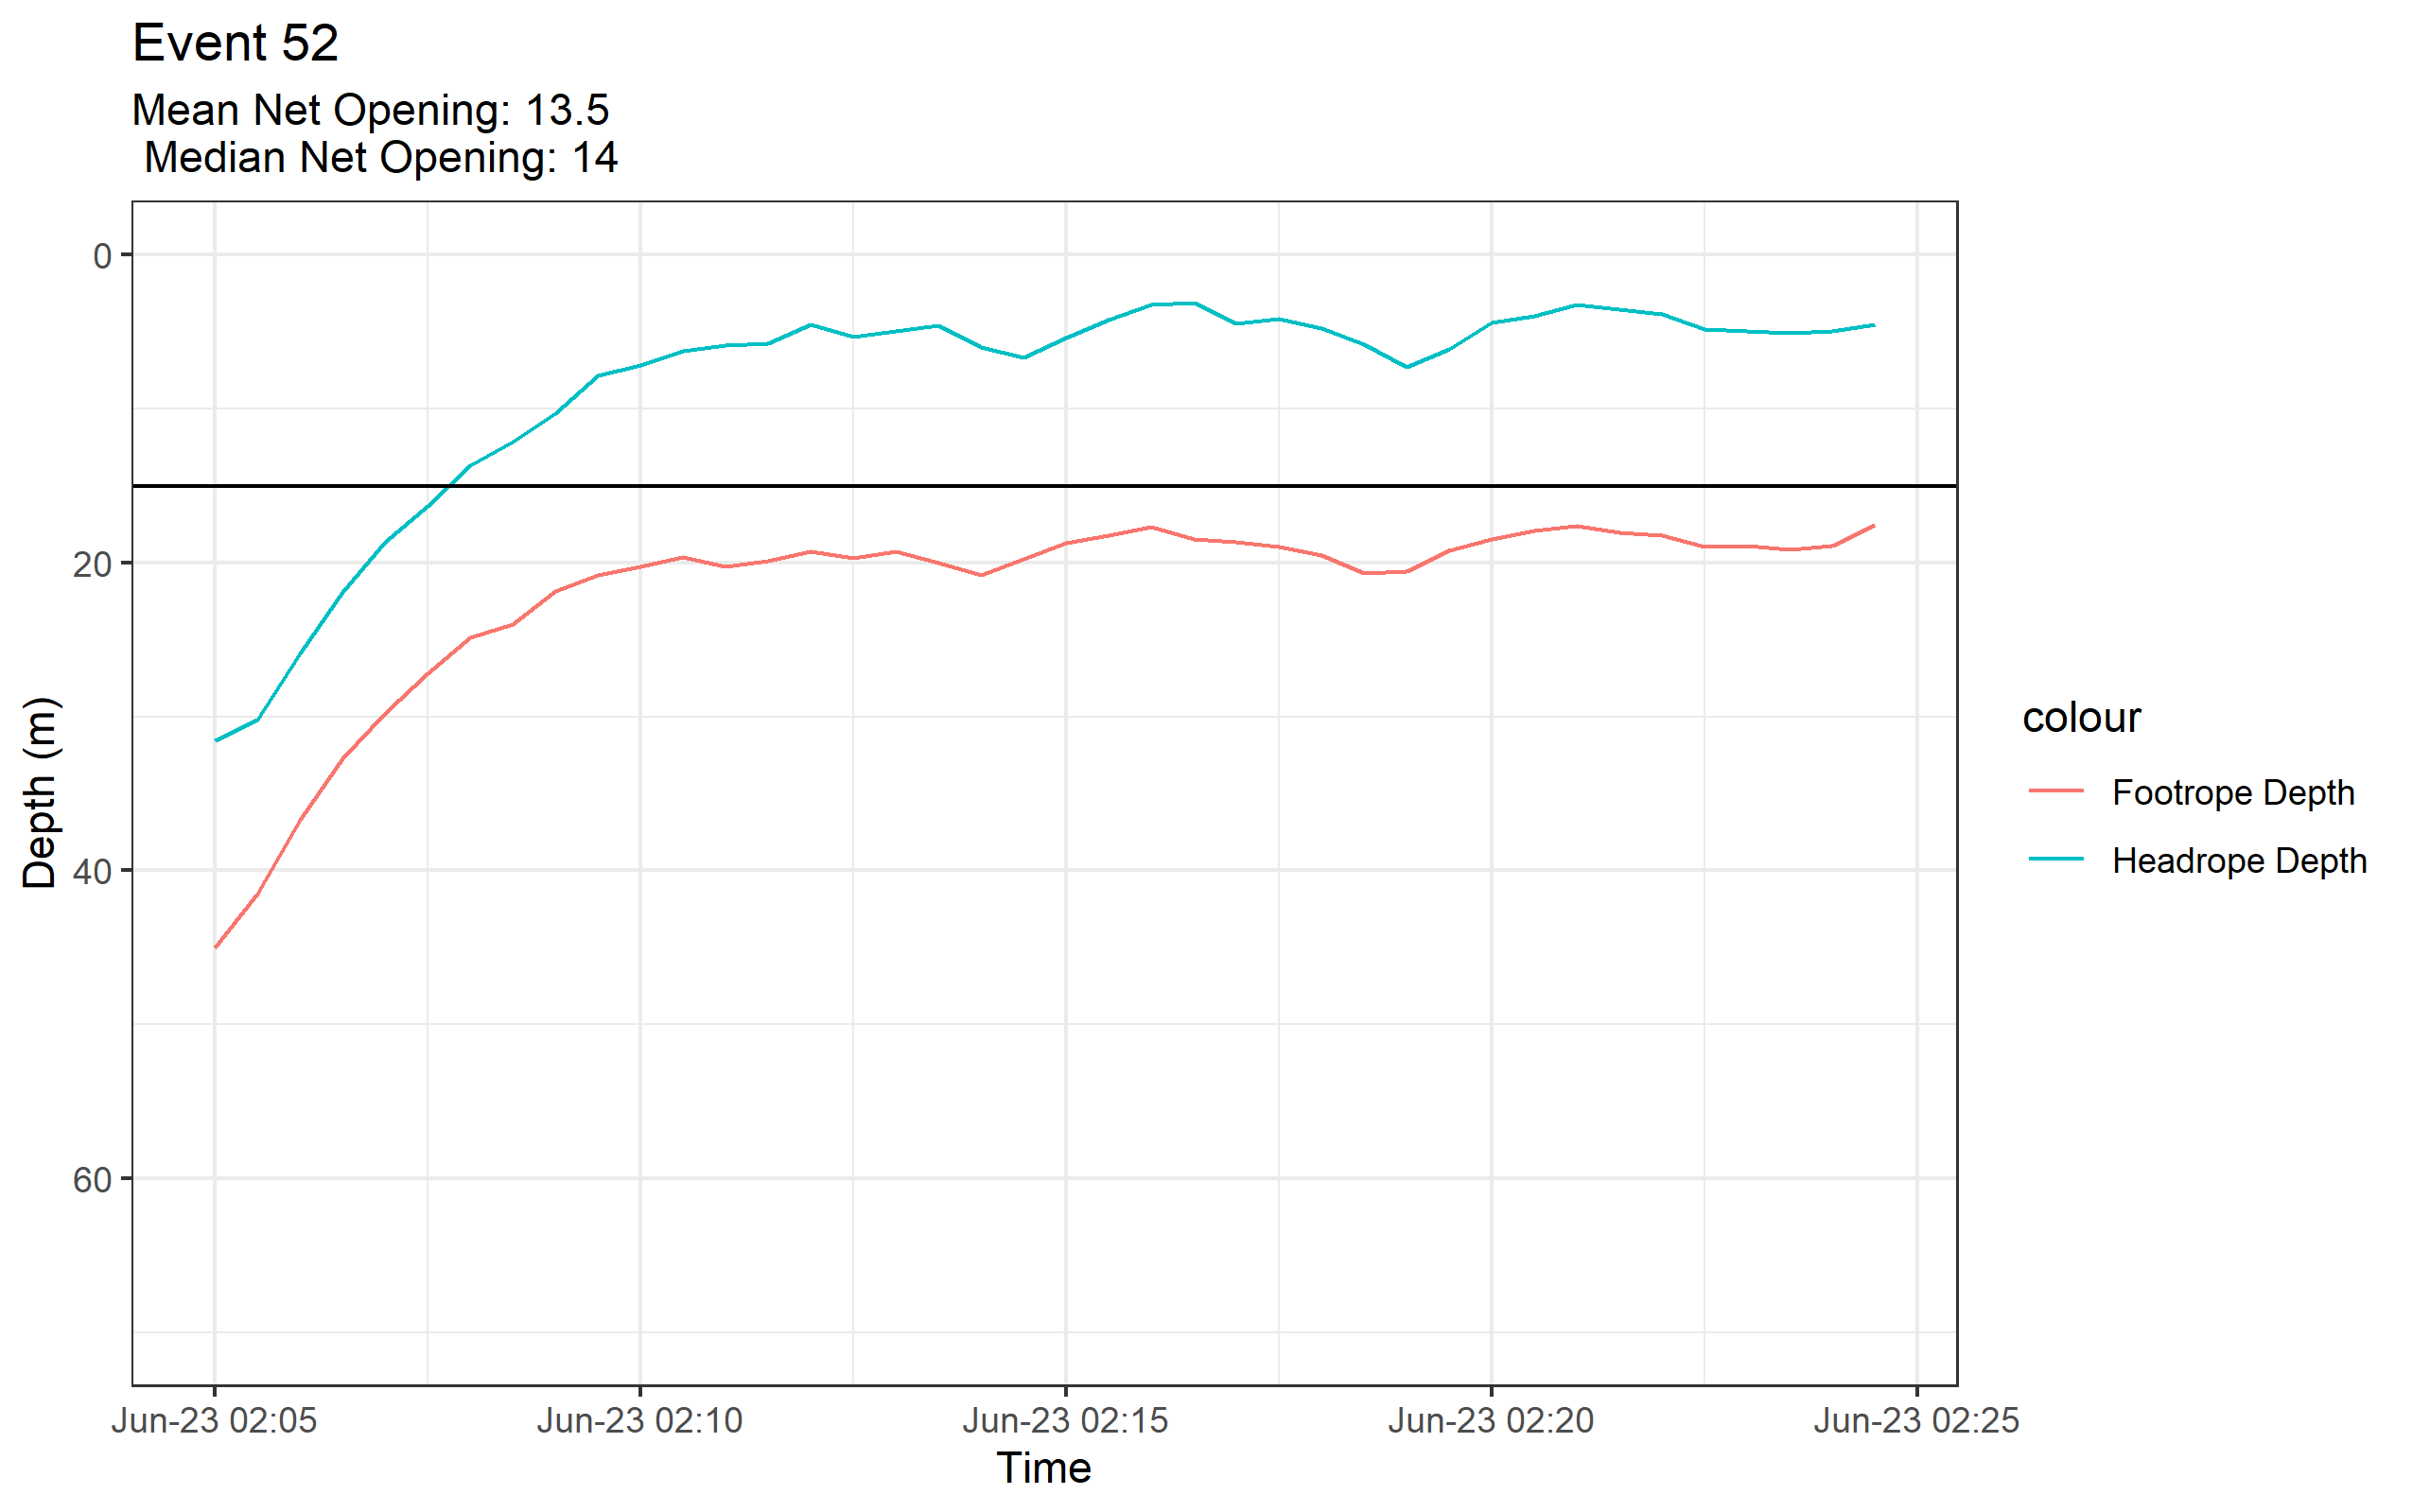 Event 52
Mean Net Opening: 13.5
Median Net Opening: 14
0
20
40
60
Depth (m)
Jun-23 02:05
Jun-23 02:10
Jun-23 02:15
Jun-23 02:20
Jun-23 02:25
Time
colour
Footrope Depth
Headrope Depth